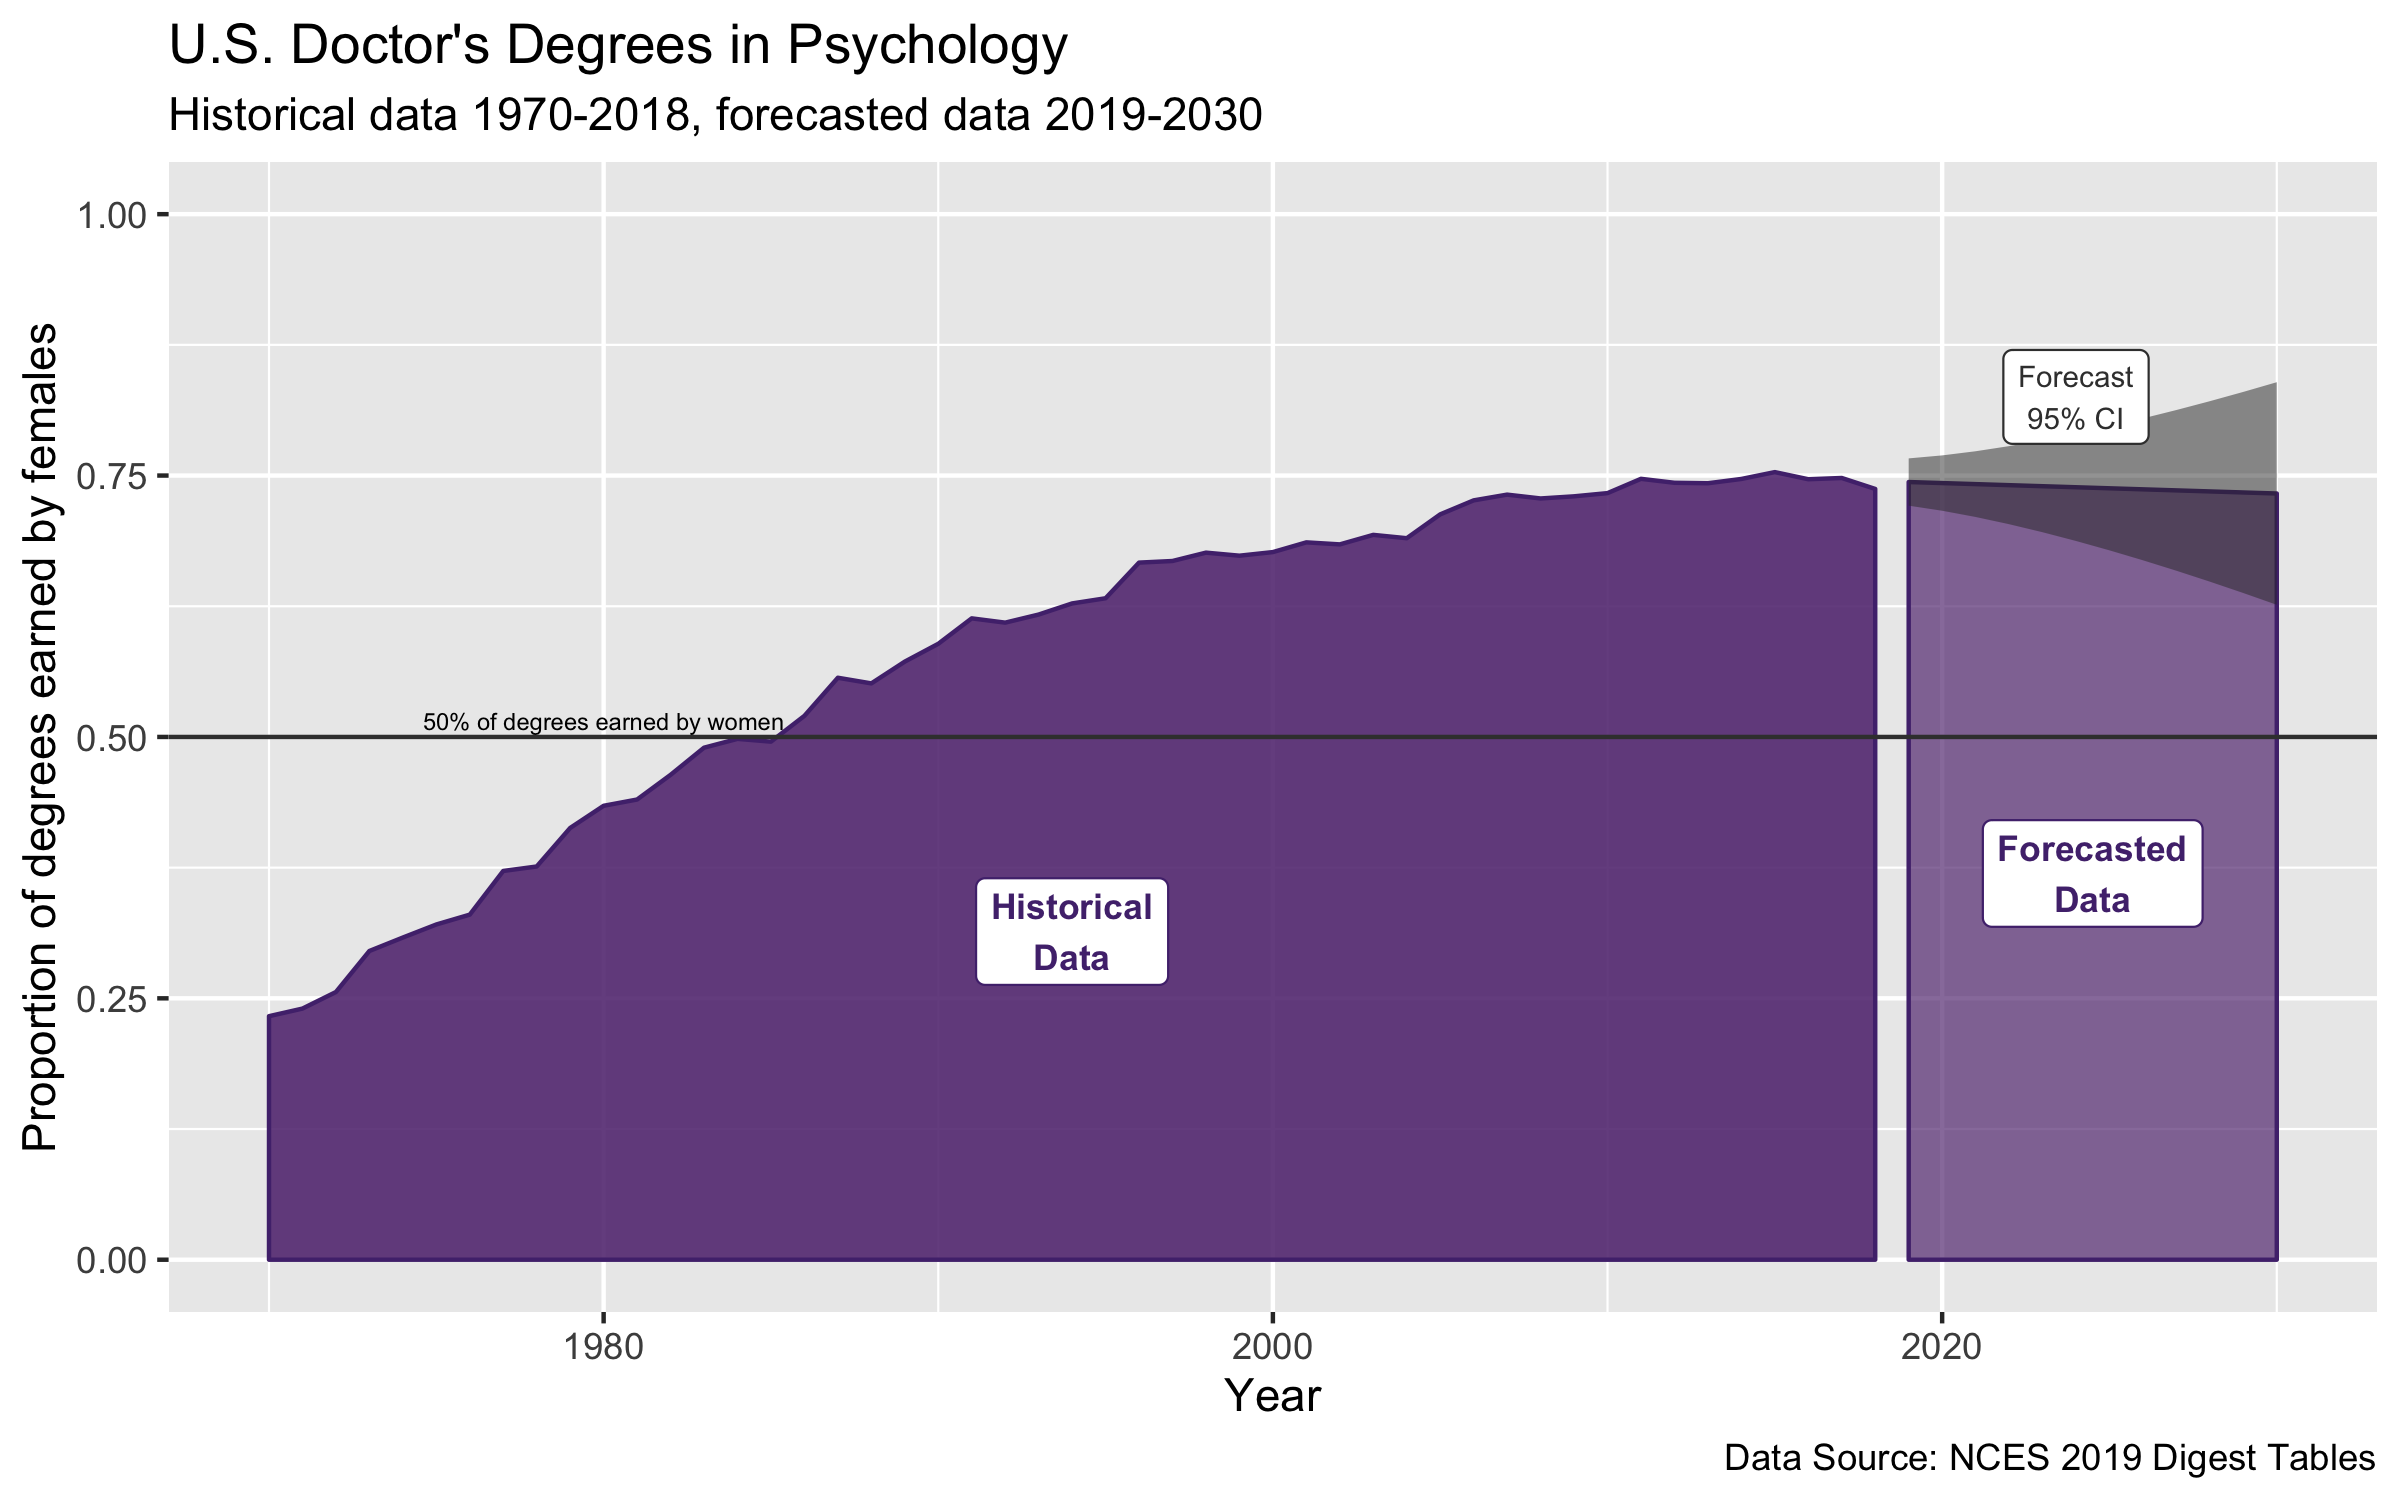 U.S. Doctor's Degrees in Psychology
Historical data 1970-2018, forecasted data 2019-2030
Proportion of degrees earned by females
1.00
0.75
0.50
0.25
0.00
Forecast
95% CI
50% of degrees earned by women
Historical
Data
Forecasted
Data
1980
2000
2020
Year
Data Source: NCES 2019 Digest Tables